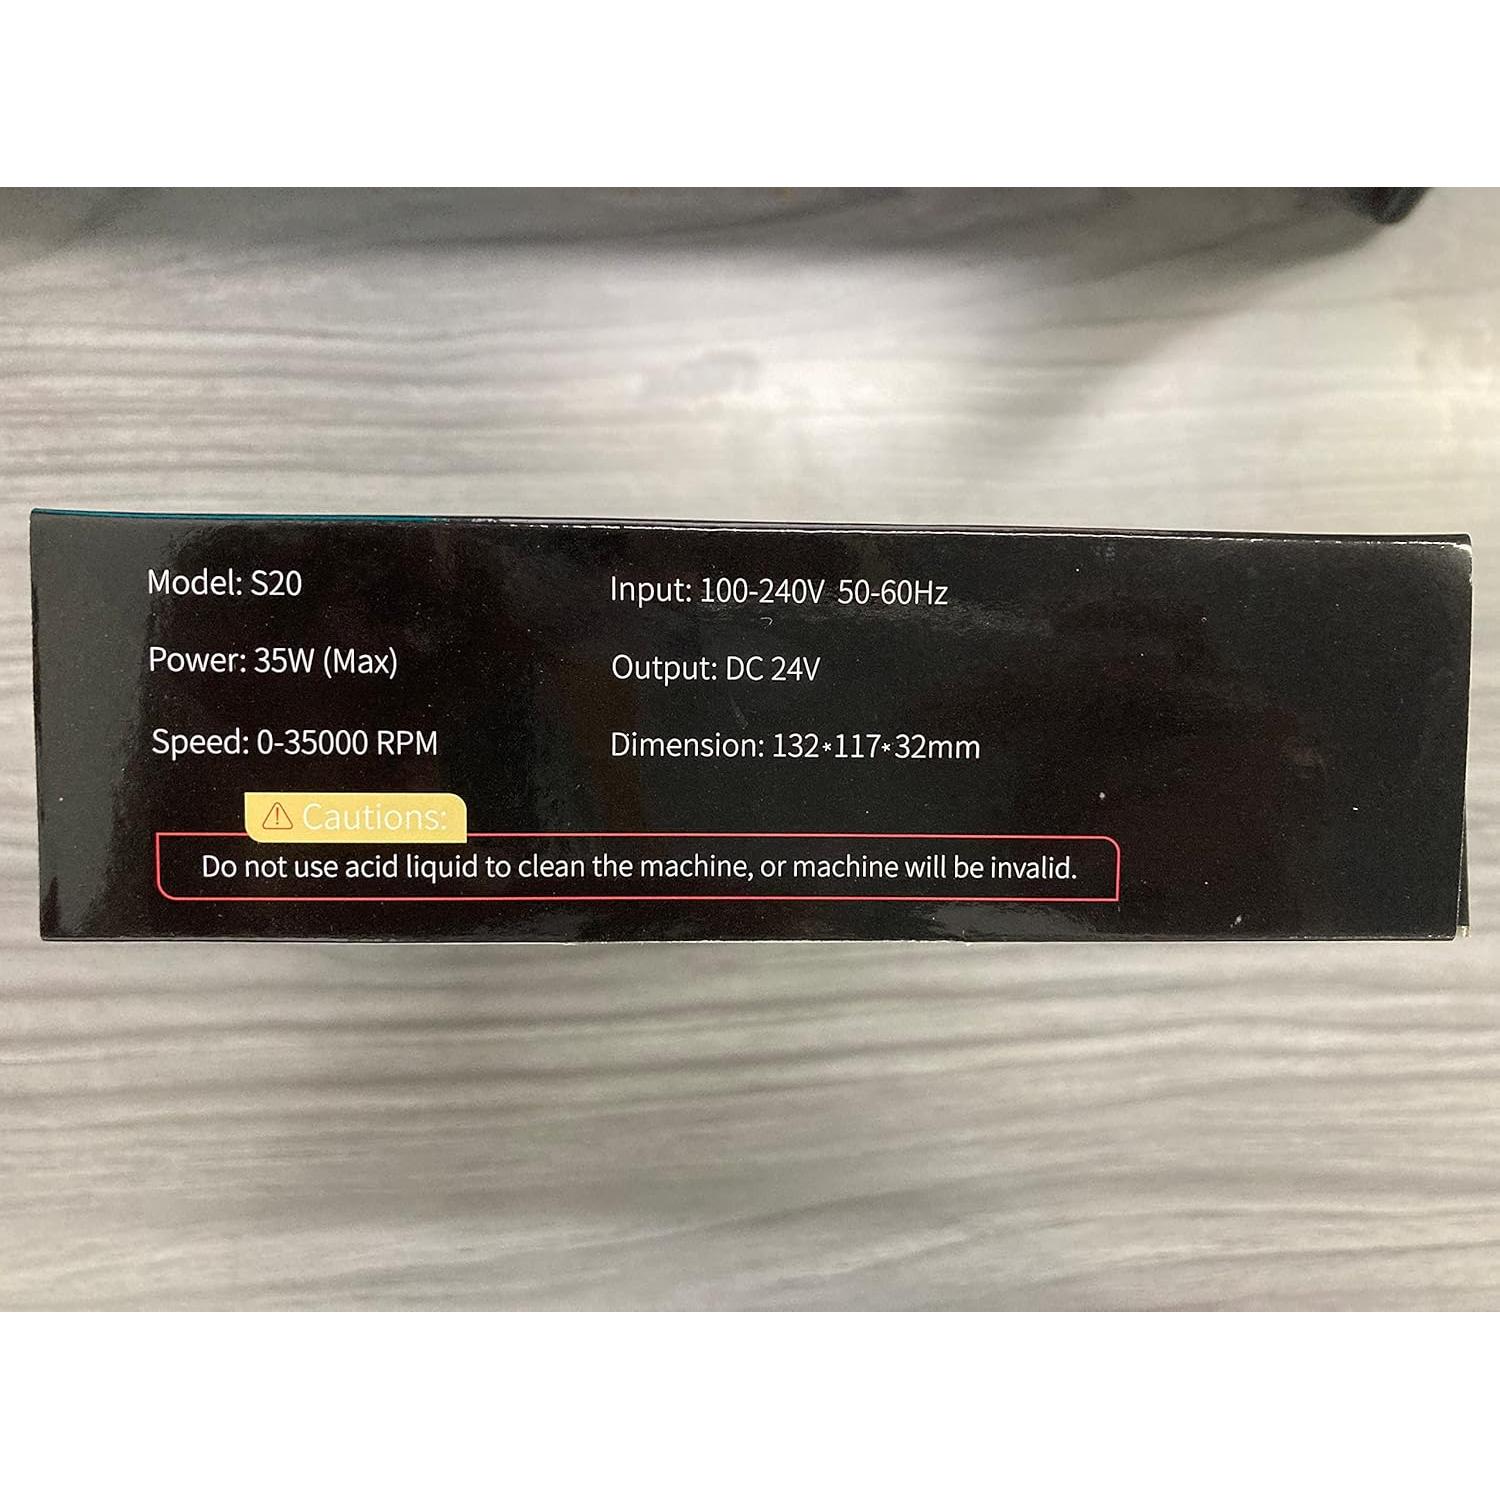 Model: S20
Input: 100-240V 50-60Hz
Power: 35W (Max)
Output: DC 24V
Speed: 0-35000 RPM
Dimension: 132*117*32mm
Cautions:
Do not use acid liquid to clean the machine, or machine will be invalid.